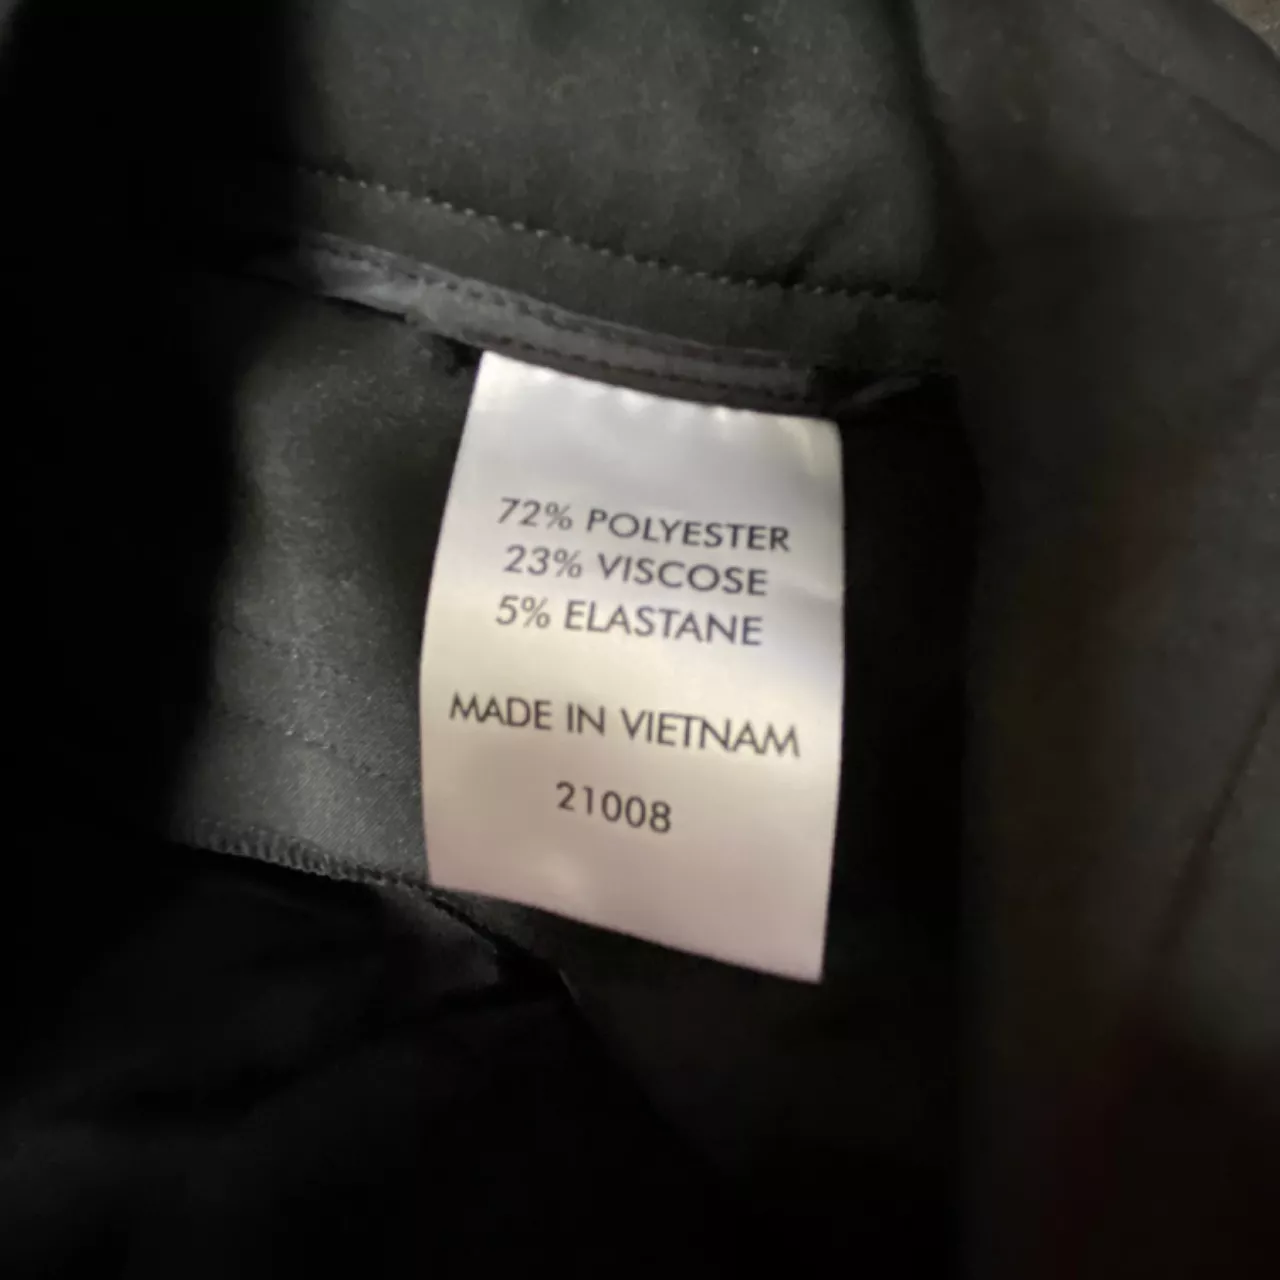 72% POLYESTER
23% VISCOSE
5% ELASTANE
MADE IN VIETNAM
21008